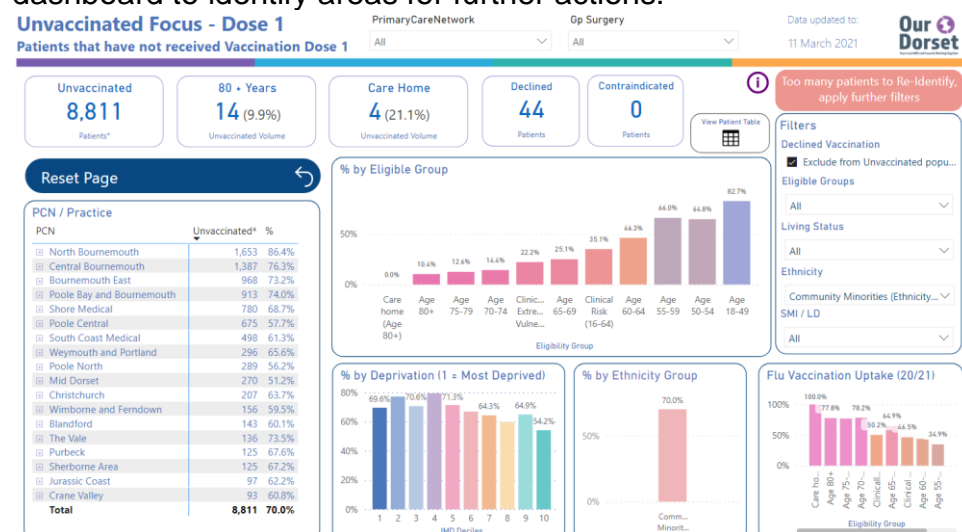 dashboard to identify areas for further actions.
Unvaccinated Focus - Dose 1
Patients that have not received Vaccination Dose 1
PrimaryCareNetwork
All
Gp Surgery
All
Data updated to:
11 March 2021
Our
Dorset
Unvaccinated
8,811
Patients*
80 + Years
14 (9.9%)
Unvaccinated Volume
Care Home
4 (21.1%)
Unvaccinated Volume
Declined
44
Patients
Contraindicated
0
Patients
View Patient Table
Too many patients to Re-Identify,
apply further filters
Reset Page
PCN / Practice
PCN Unvaccinated* %
North Bournemouth 1,653 86.4%
Central Bournemouth 1,387 76.3%
Bournemouth East 968 73.2%
Poole Bay and Bournemouth 913 74.0%
Shore Medical 780 68.7%
Poole Central 675 57.7%
South Coast Medical 498 61.3%
Weymouth and Portland 296 65.6%
Poole North 289 56.2%
Mid Dorset 270 51.2%
Christchurch 207 63.7%
Wimborne and Ferndown 156 59.5%
Blandford 143 60.1%
The Vale 136 73.5%
Purbeck 125 67.6%
Sherborne Area 125 67.2%
Jurassic Coast 97 62.2%
Crane Valley 93 60.8%
Total 8,811 70.0%
% by Eligible Group
50%
0%
0.0% 10.4% 12.6% 14.6% 22.2% 25.1% 35.1% 46.3% 66.0% 64.8% 82.7%
Care home (Age 80+)
Age 80+
Age 75-79
Age 70-74
Clinic... Extre... Vulne...
Age 65-69
Clinical Risk (16-64)
Age 60-64
Age 55-59
Age 50-54
Age 18-49
Eligibility Group
Filters
Declined Vaccination
Exclude from Unvaccinated popu...
Eligible Groups
All
Living Status
All
Ethnicity
Community Minorities (Ethnicity...
SMI / LD
All
% by Deprivation (1 = Most Deprived)
80%
60%
40%
20%
0%
69.6% 70.6% 71.3% 64.3% 64.9% 54.2%
1 2 3 4 5 6 7 8 9 10
IMD Deciles
% by Ethnicity Group
50%
0%
70.0%
Comm...
Minorit...
Flu Vaccination Uptake (20/21)
100%
50%
0%
100.0% 77.8% 78.2% 50.2% 64.9% 46.5% 34.9%
Care ho...
Age 80+
Age 75-...
Age 70-...
Clinicall...
Age 65-...
Clinical ...
Age 60-...
Age 55-...
Eligibility Group